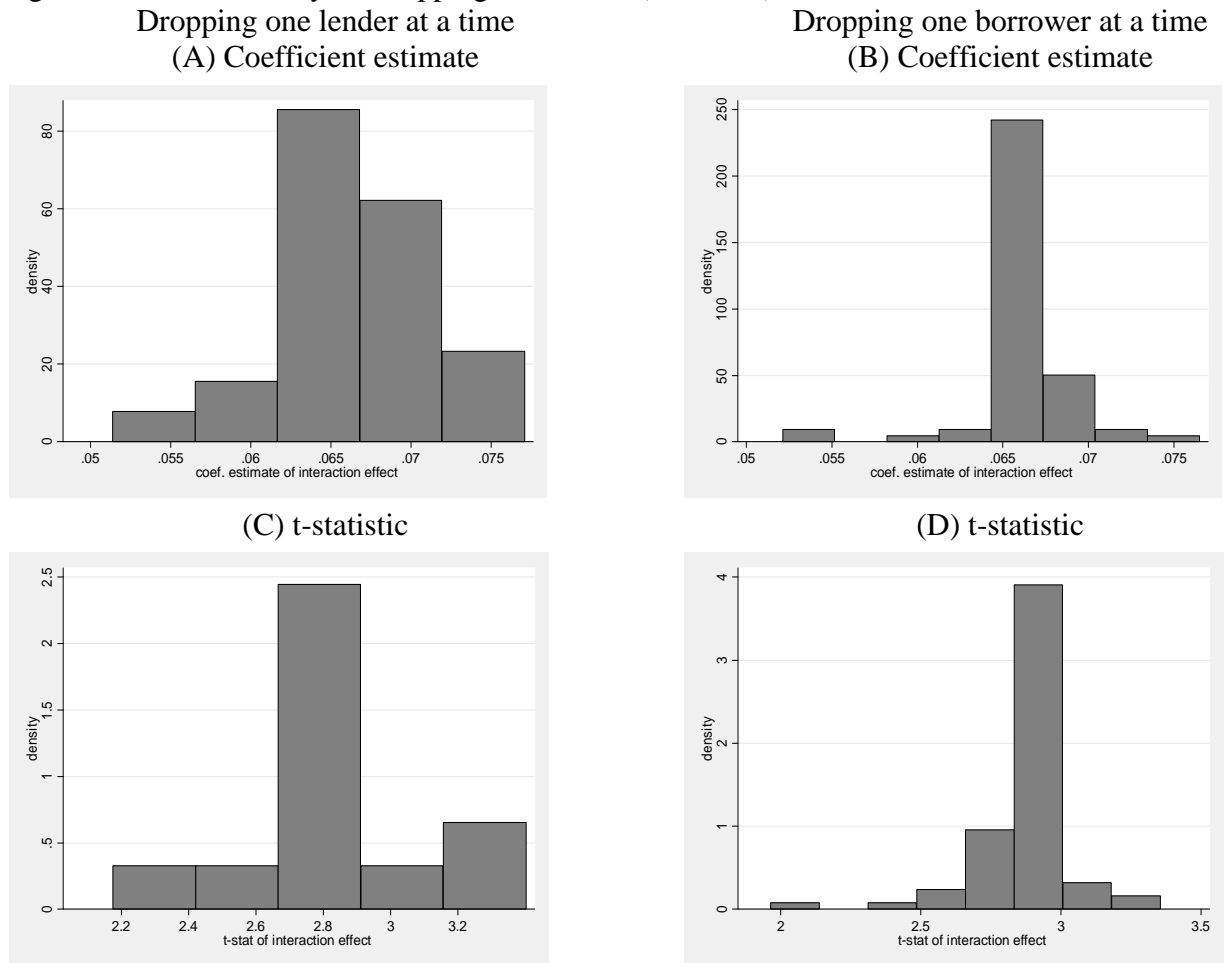 Dropping one lender at a time
(A) Coefficient estimate
Dropping one borrower at a time
(B) Coefficient estimate
density
80
60
40
20
0
.05 .055 .06 .065 .07 .075
coef. estimate of interaction effect
density
250
200
150
100
50
0
.05 .055 .06 .065 .07 .075
coef. estimate of interaction effect
(C) t-statistic
(D) t-statistic
density
2.5
2
1.5
1
.5
0
2.2 2.4 2.6 2.8 3 3.2
t-stat of interaction effect
density
4
3
2
1
0
2 2.5 3 3.5
t-stat of interaction effect